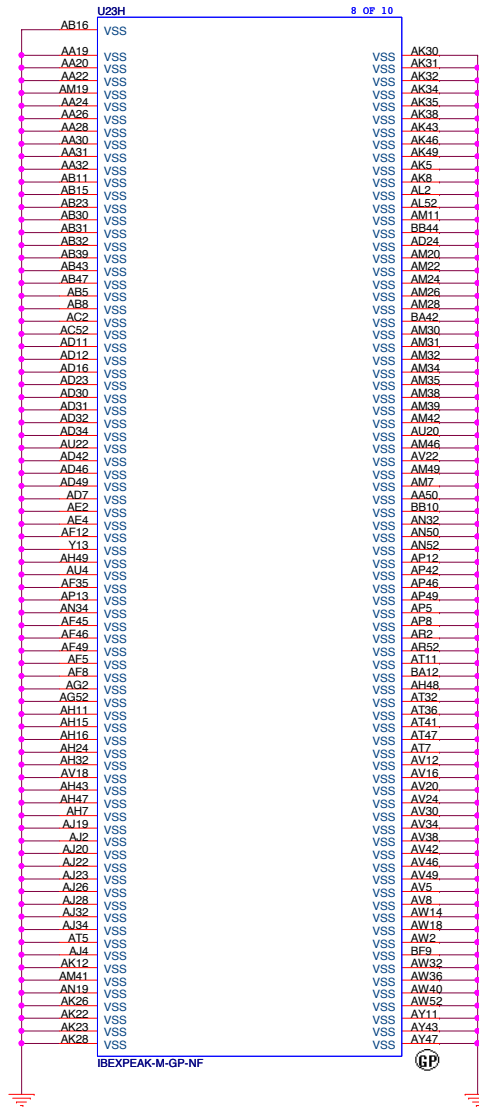 U23H 8 OF 10
AB16 VSS
AA19 VSS VSS AK30
AA20 VSS VSS AK31
AA22 VSS VSS AK32
AM19 VSS VSS AK34
AA24 VSS VSS AK35
AA26 VSS VSS AK38
AA28 VSS VSS AK43
AA30 VSS VSS AK46
AA31 VSS VSS AK49
AA32 VSS VSS AK5
AB11 VSS VSS AK8
AB15 VSS VSS AL2
AB23 VSS VSS AL52
AB30 VSS VSS AM11
AB31 VSS VSS BB44
AB32 VSS VSS AD24
AB39 VSS VSS AM20
AB43 VSS VSS AM22
AB47 VSS VSS AM24
AB5 VSS VSS AM26
AB8 VSS VSS AM28
AC2 VSS VSS BA42
AC52 VSS VSS AM30
AD11 VSS VSS AM31
AD12 VSS VSS AM32
AD16 VSS VSS AM34
AD23 VSS VSS AM35
AD30 VSS VSS AM38
AD31 VSS VSS AM39
AD32 VSS VSS AM42
AD34 VSS VSS AU20
AU22 VSS VSS AM46
AD42 VSS VSS AV22
AD46 VSS VSS AM49
AD49 VSS VSS AM7
AD7 VSS VSS AA50
AE2 VSS VSS BB10
AE4 VSS VSS AN32
AF12 VSS VSS AN50
Y13 VSS VSS AN52
AH49 VSS VSS AP12
AU4 VSS VSS AP42
AF35 VSS VSS AP46
AP13 VSS VSS AP49
AN34 VSS VSS AP5
AF45 VSS VSS AP8
AF46 VSS VSS AR2
AF49 VSS VSS AR52
AF5 VSS VSS AT11
AF8 VSS VSS BA12
AG2 VSS VSS AH48
AG52 VSS VSS AT32
AH11 VSS VSS AT36
AH15 VSS VSS AT41
AH16 VSS VSS AT47
AH24 VSS VSS AT7
AH32 VSS VSS AV12
AV18 VSS VSS AV16
AH43 VSS VSS AV20
AH47 VSS VSS AV24
AH7 VSS VSS AV30
AJ19 VSS VSS AV34
AJ2 VSS VSS AV38
AJ20 VSS VSS AV42
AJ22 VSS VSS AV46
AJ23 VSS VSS AV49
AJ26 VSS VSS AV5
AJ28 VSS VSS AV8
AJ32 VSS VSS AW14
AJ34 VSS VSS AW18
AT5 VSS VSS AW2
AJ4 VSS VSS BF9
AK12 VSS VSS AW32
AM41 VSS VSS AW36
AN19 VSS VSS AW40
AK26 VSS VSS AW52
AK22 VSS VSS AY11
AK23 VSS VSS AY43
AK28 VSS VSS AY47
IBEXPEAK-M-GP-NF GP